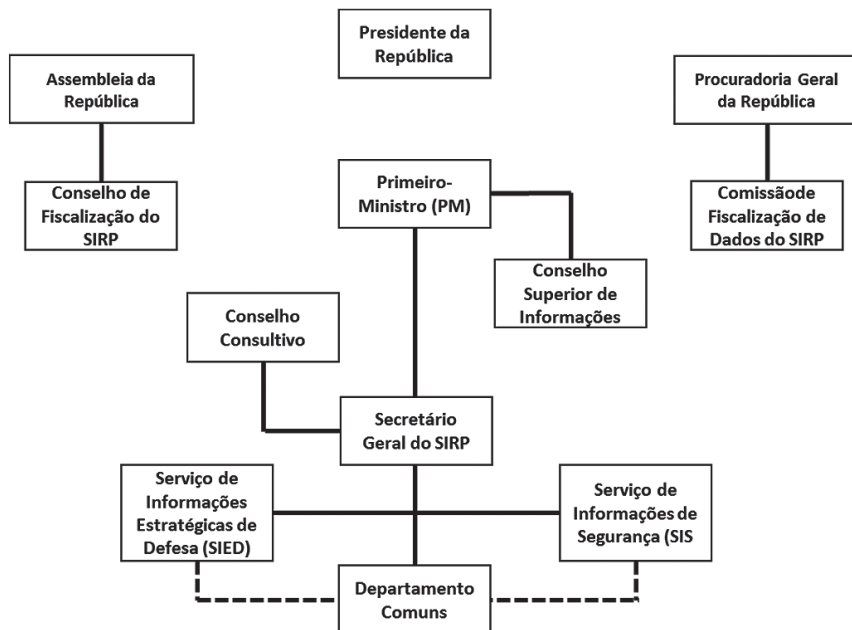 Presidente da
República
Assembleia da
República
Procuradoria Geral
da República
Conselho de
Fiscalização do
SIRP
Primeiro-
Ministro (PM)
Comissãode
Fiscalização de
Dados do SIRP
Conselho
Superior de
Informações
Conselho
Consultivo
Secretário
Geral do SIRP
Serviço de
Informações
Estratégicas de
Defesa (SIED)
Serviço de
Informações de
Segurança (SIS
Departamento
Comuns